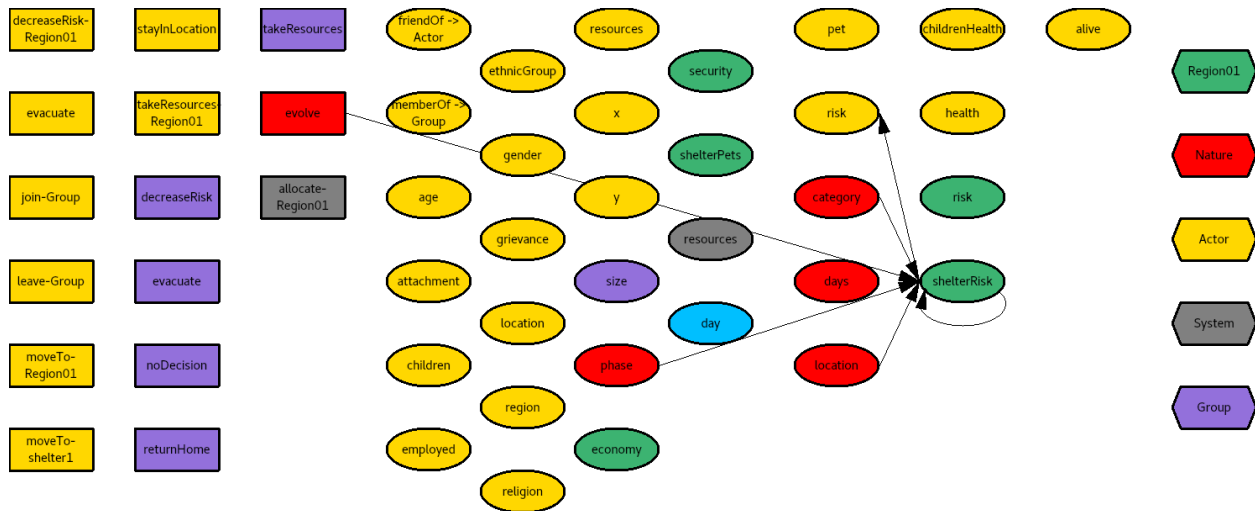 decreaseRisk-
Region01
stayInLocation
takeResources
friendOf ->
Actor
resources
pet
childrenHealth
alive
ethnicGroup
security
Region01
evacuate
takeResources-
Region01
evolve
memberOf ->
Group
x
risk
health
gender
shelterPets
Nature
join-Group
decreaseRisk
allocate-
Region01
age
y
category
risk
grievance
resources
Actor
leave-Group
evacuate
attachment
size
days
shelterRisk
location
day
System
moveTo-
Region01
noDecision
children
phase
location
region
Group
moveTo-
shelter1
returnHome
employed
economy
religion